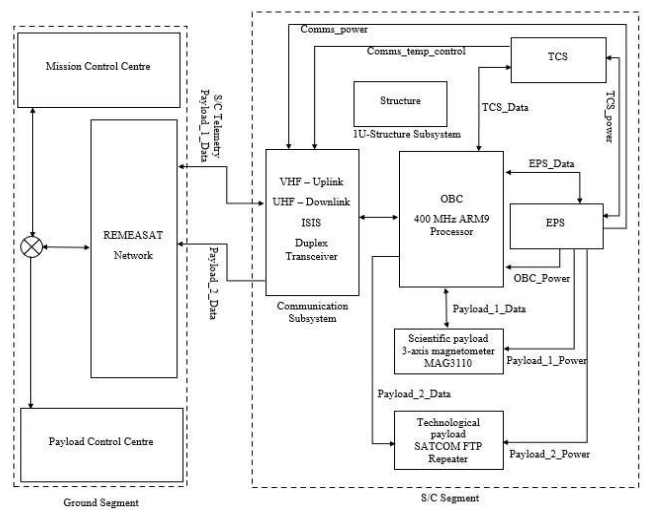 Comms_power
Mission Control Centre
Comms_temp_control
TCS
S/C Telemetry
Payload_1_Data
Structure
1U-Structure Subsystem
TCS_Data
TCS_power
VHF – Uplink
UHF – Downlink
ISIS
Duplex
Transceiver
Communication
Subsystem
OBC
400 MHz ARM9
Processor
EPS_Data
EPS
REMEASAT
Network
Payload_2_Data
OBC_Power
Payload_1_Data
Scientific payload
3-axis magnetometer
MAG3110
Payload_1_Power
Payload_2_Data
Technological
payload
SATCOM FTP
Repeater
Payload_2_Power
Payload Control Centre
Ground Segment
S/C Segment